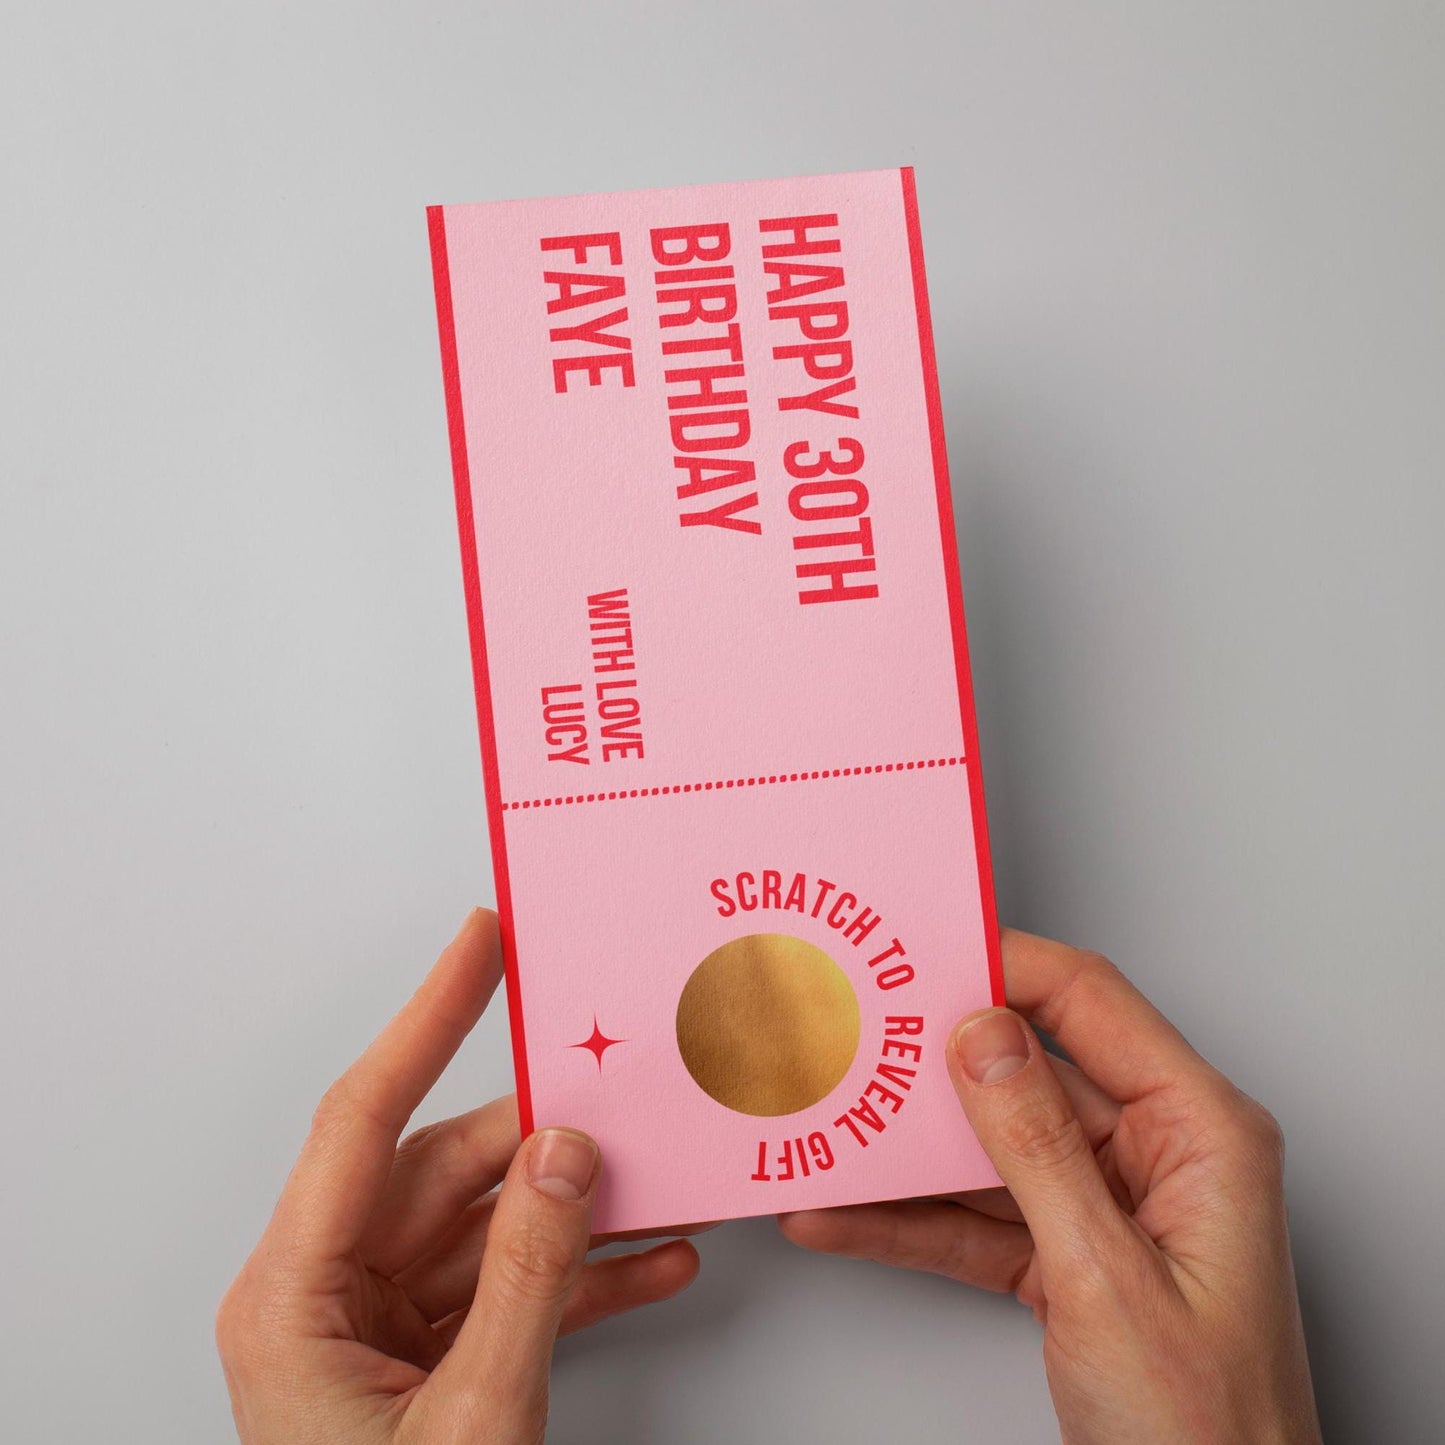 HAPPY 30TH
BIRTHDAY
FAYE
WITH LOVE
LUCY
SCRATCH TO REVEAL GIFT